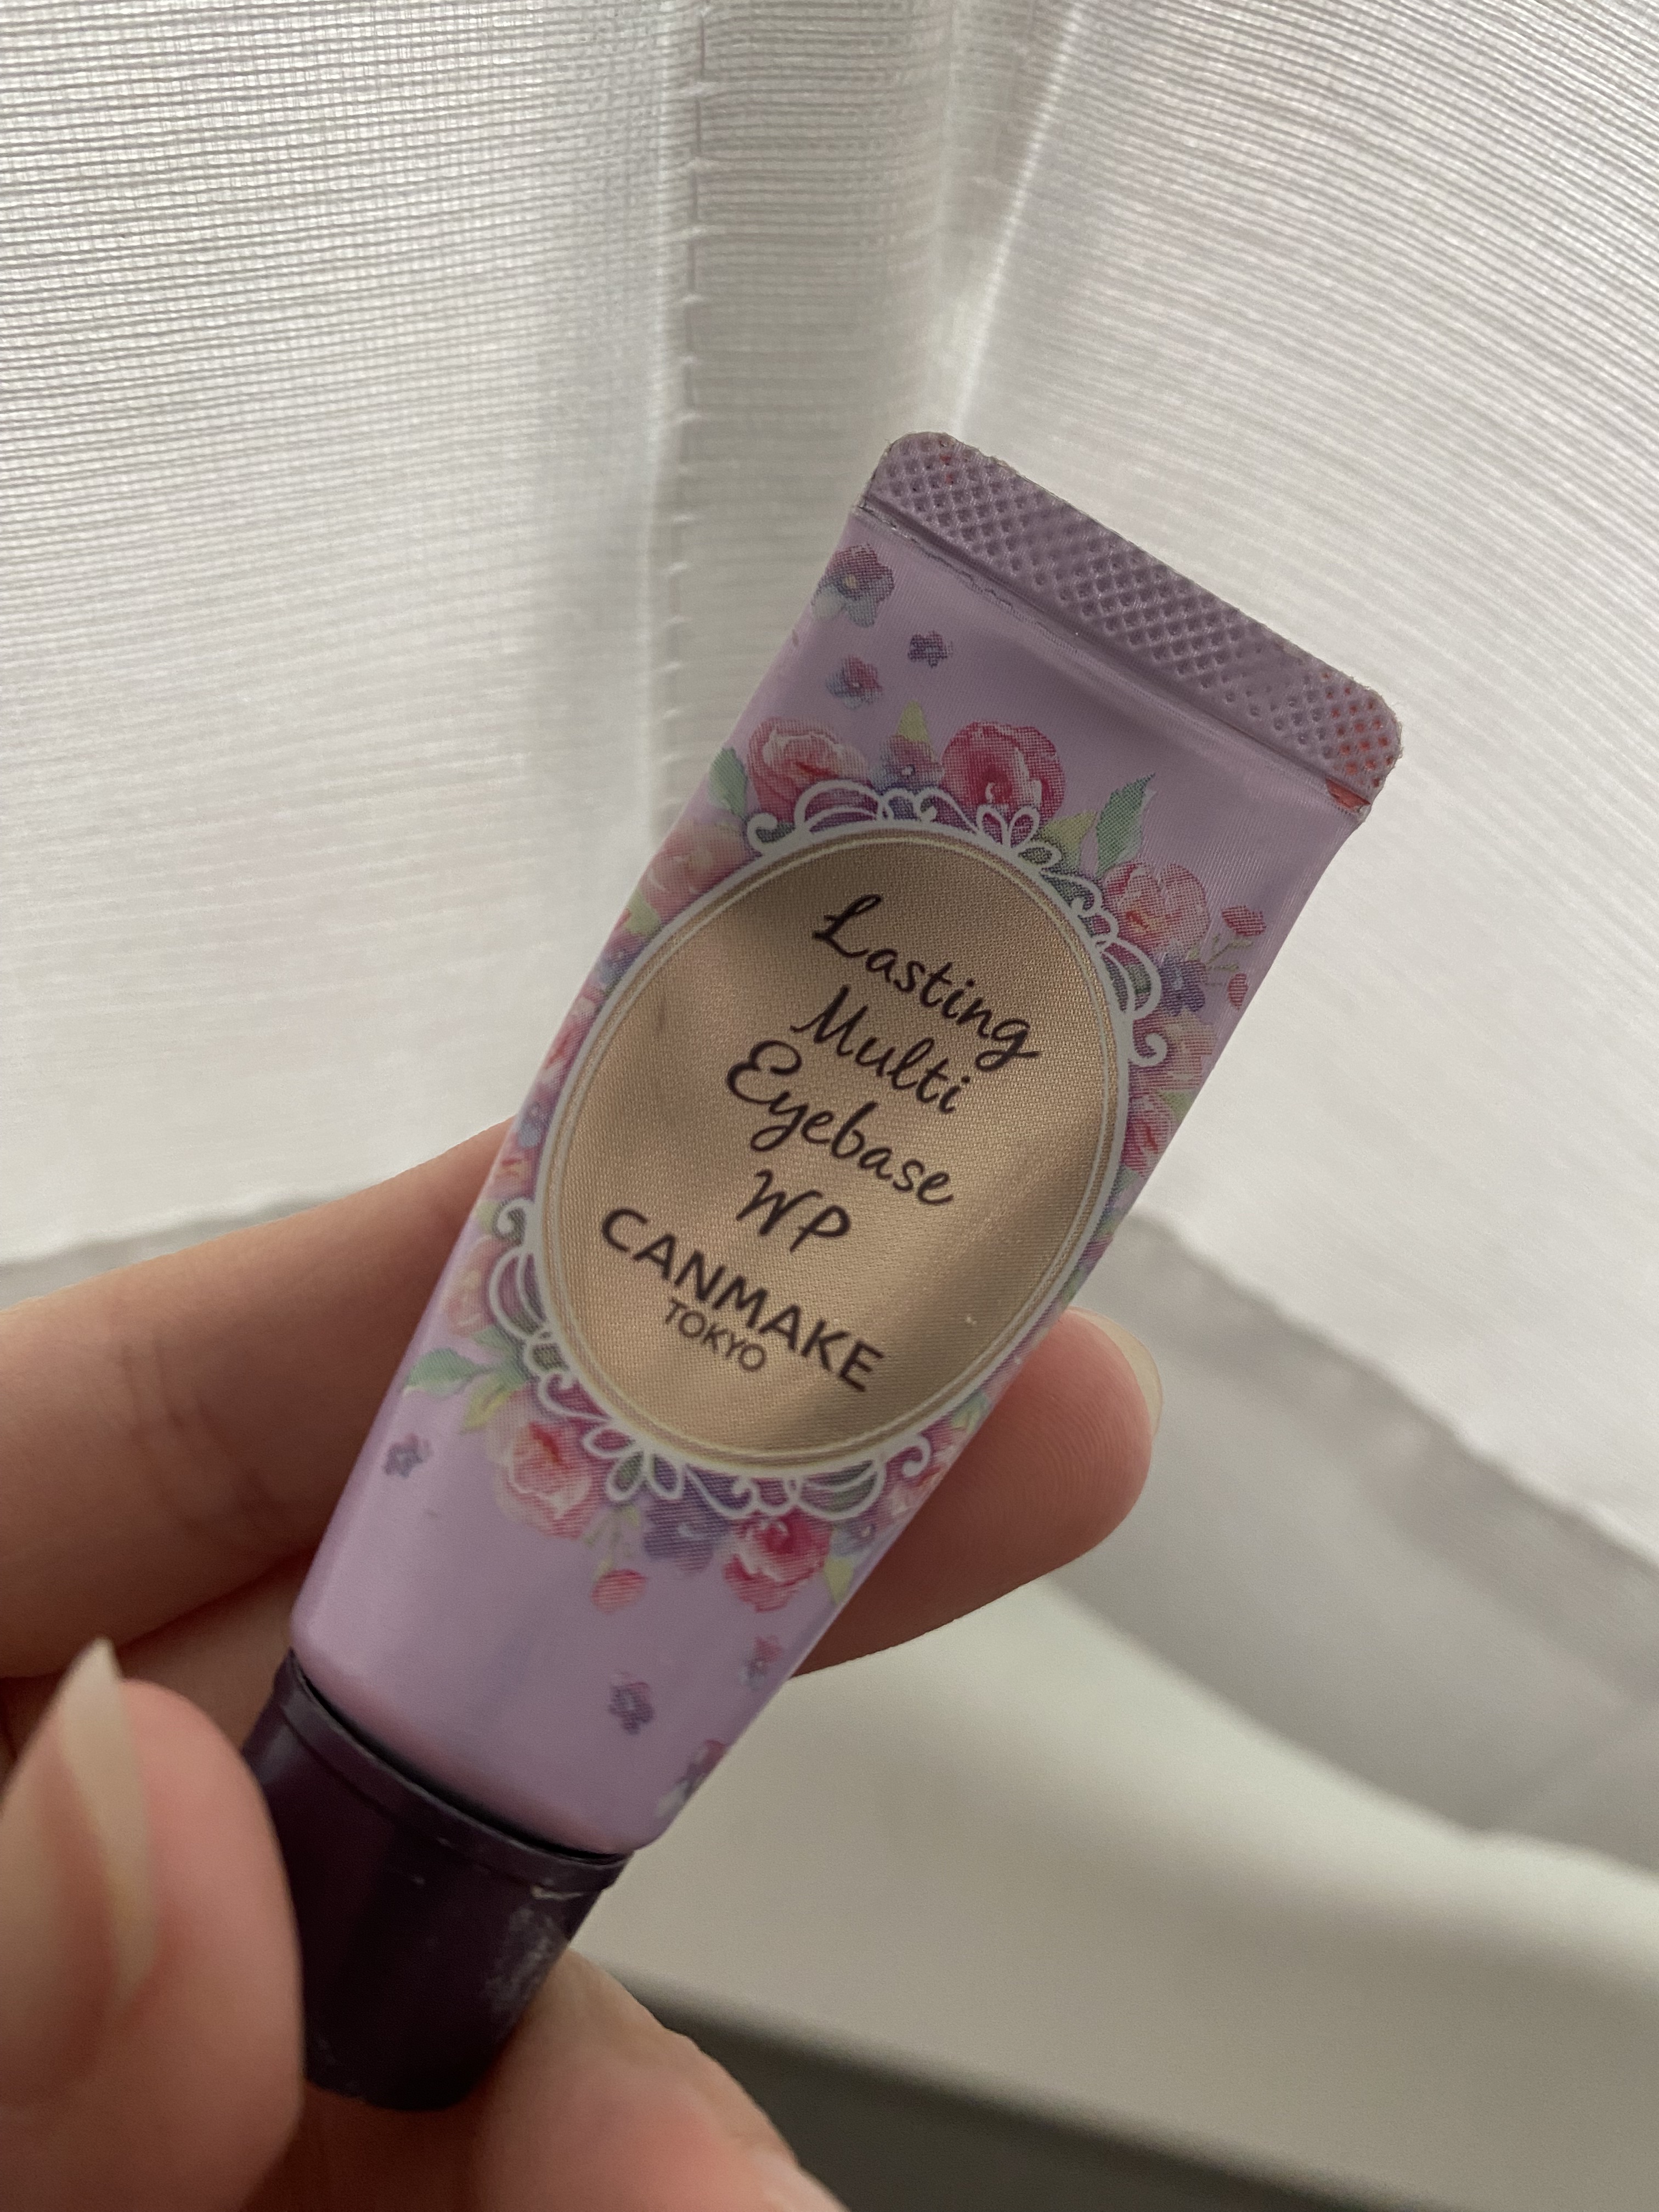 Lasting
Multi
Eyebase
WP
CANMAKE
TOKYO